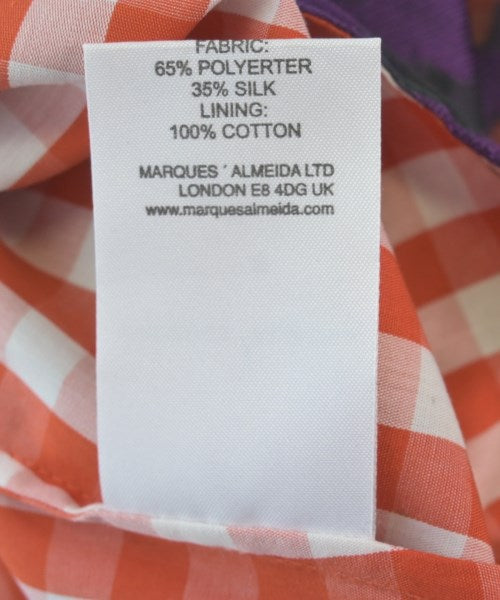 FABRIC:
65% POLYERTER
35% SILK
LINING:
100% COTTON
MARQUES ´ALMEIDA LTD
LONDON E8 4DG UK
www.marquesalmeida.com